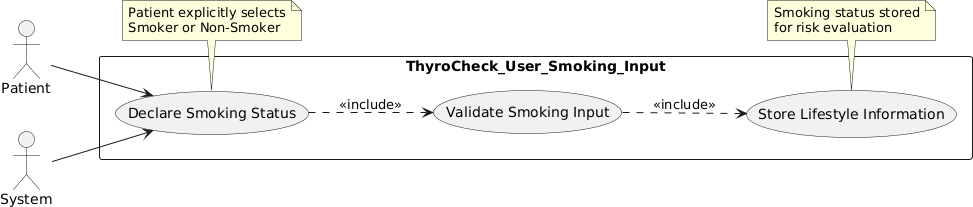 Patient explicitly selects
Smoker or Non-Smoker
Smoking status stored
for risk evaluation
ThyroCheck_User_Smoking_Input
Patient
Declare Smoking Status
«include»
Validate Smoking Input
«include»
Store Lifestyle Information
System